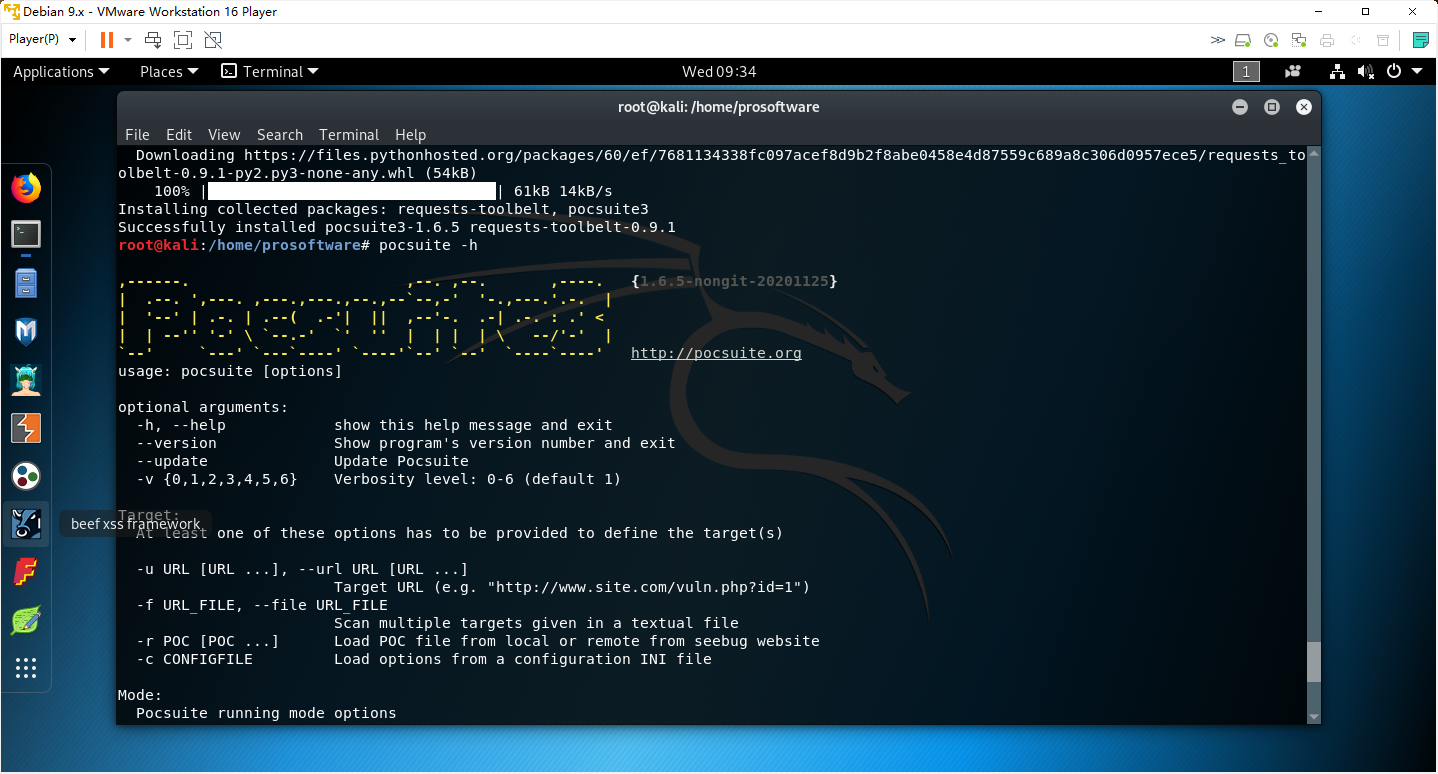 Debian 9.x - VMware Workstation 16 Player
Player(P)
Applications Places Terminal Wed 09:34 1
root@kali: /home/prosoftware
File Edit View Search Terminal Help
Downloading https://files.pythonhosted.org/packages/60/ef/7681134338fc097acef8d9b2f8abe0458e4d87559c689a8c306d0957ece5/requests_to
olbelt-0.9.1-py2.py3-none-any.whl (54kB)
100% | | 61kB 14kB/s
Installing collected packages: requests-toolbelt, pocsuite3
Successfully installed pocsuite3-1.6.5 requests-toolbelt-0.9.1
root@kali:/home/prosoftware# pocsuite -h
{1.6.5-nongit-20201125}
http://pocsuite.org
usage: pocsuite [options]
optional arguments:
-h, --help show this help message and exit
--version Show program's version number and exit
--update Update Pocsuite
-v {0,1,2,3,4,5,6} Verbosity level: 0-6 (default 1)
Target:
beef xss framework
At least one of these options has to be provided to define the target(s)
-u URL [URL ...], --url URL [URL ...]
Target URL (e.g. "http://www.site.com/vuln.php?id=1")
-f URL_FILE, --file URL_FILE
Scan multiple targets given in a textual file
-r POC [POC ...] Load POC file from local or remote from seebug website
-c CONFIGFILE Load options from a configuration INI file
Mode:
Pocsuite running mode options